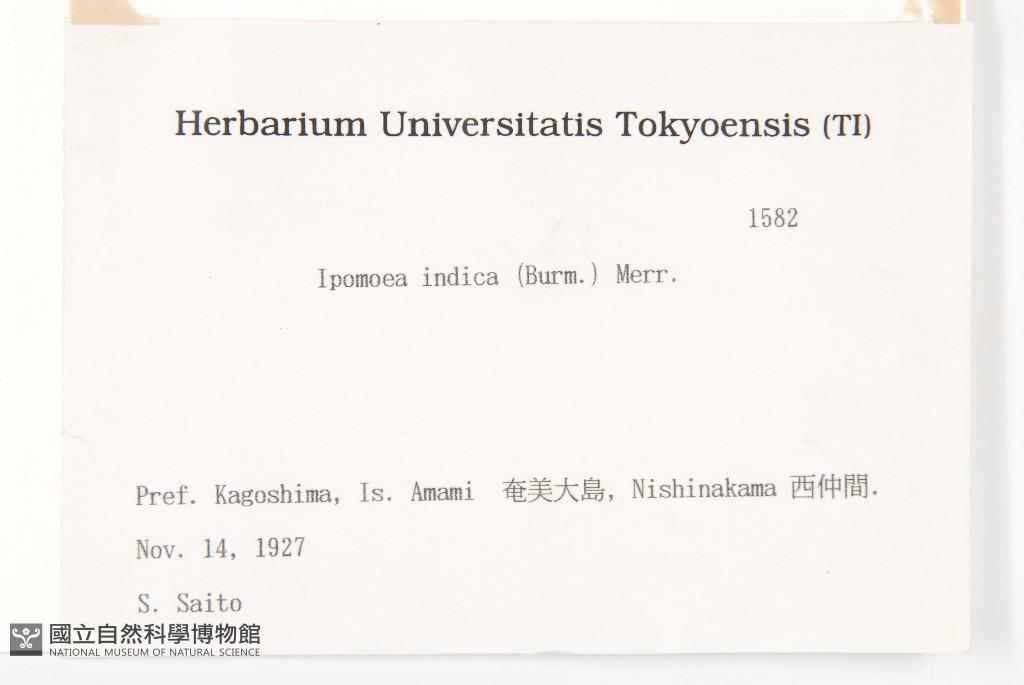 Herbarium Universitatis Tokyoensis (TI)
1582
Ipomoea indica (Burm.) Merr.
Pref. Kagoshima, Is. Amami 奄美大島, Nishinakama 西仲間.
Nov. 14, 1927
S. Saito
國立自然科學博物館
NATIONAL MUSEUM OF NATURAL SCIENCE